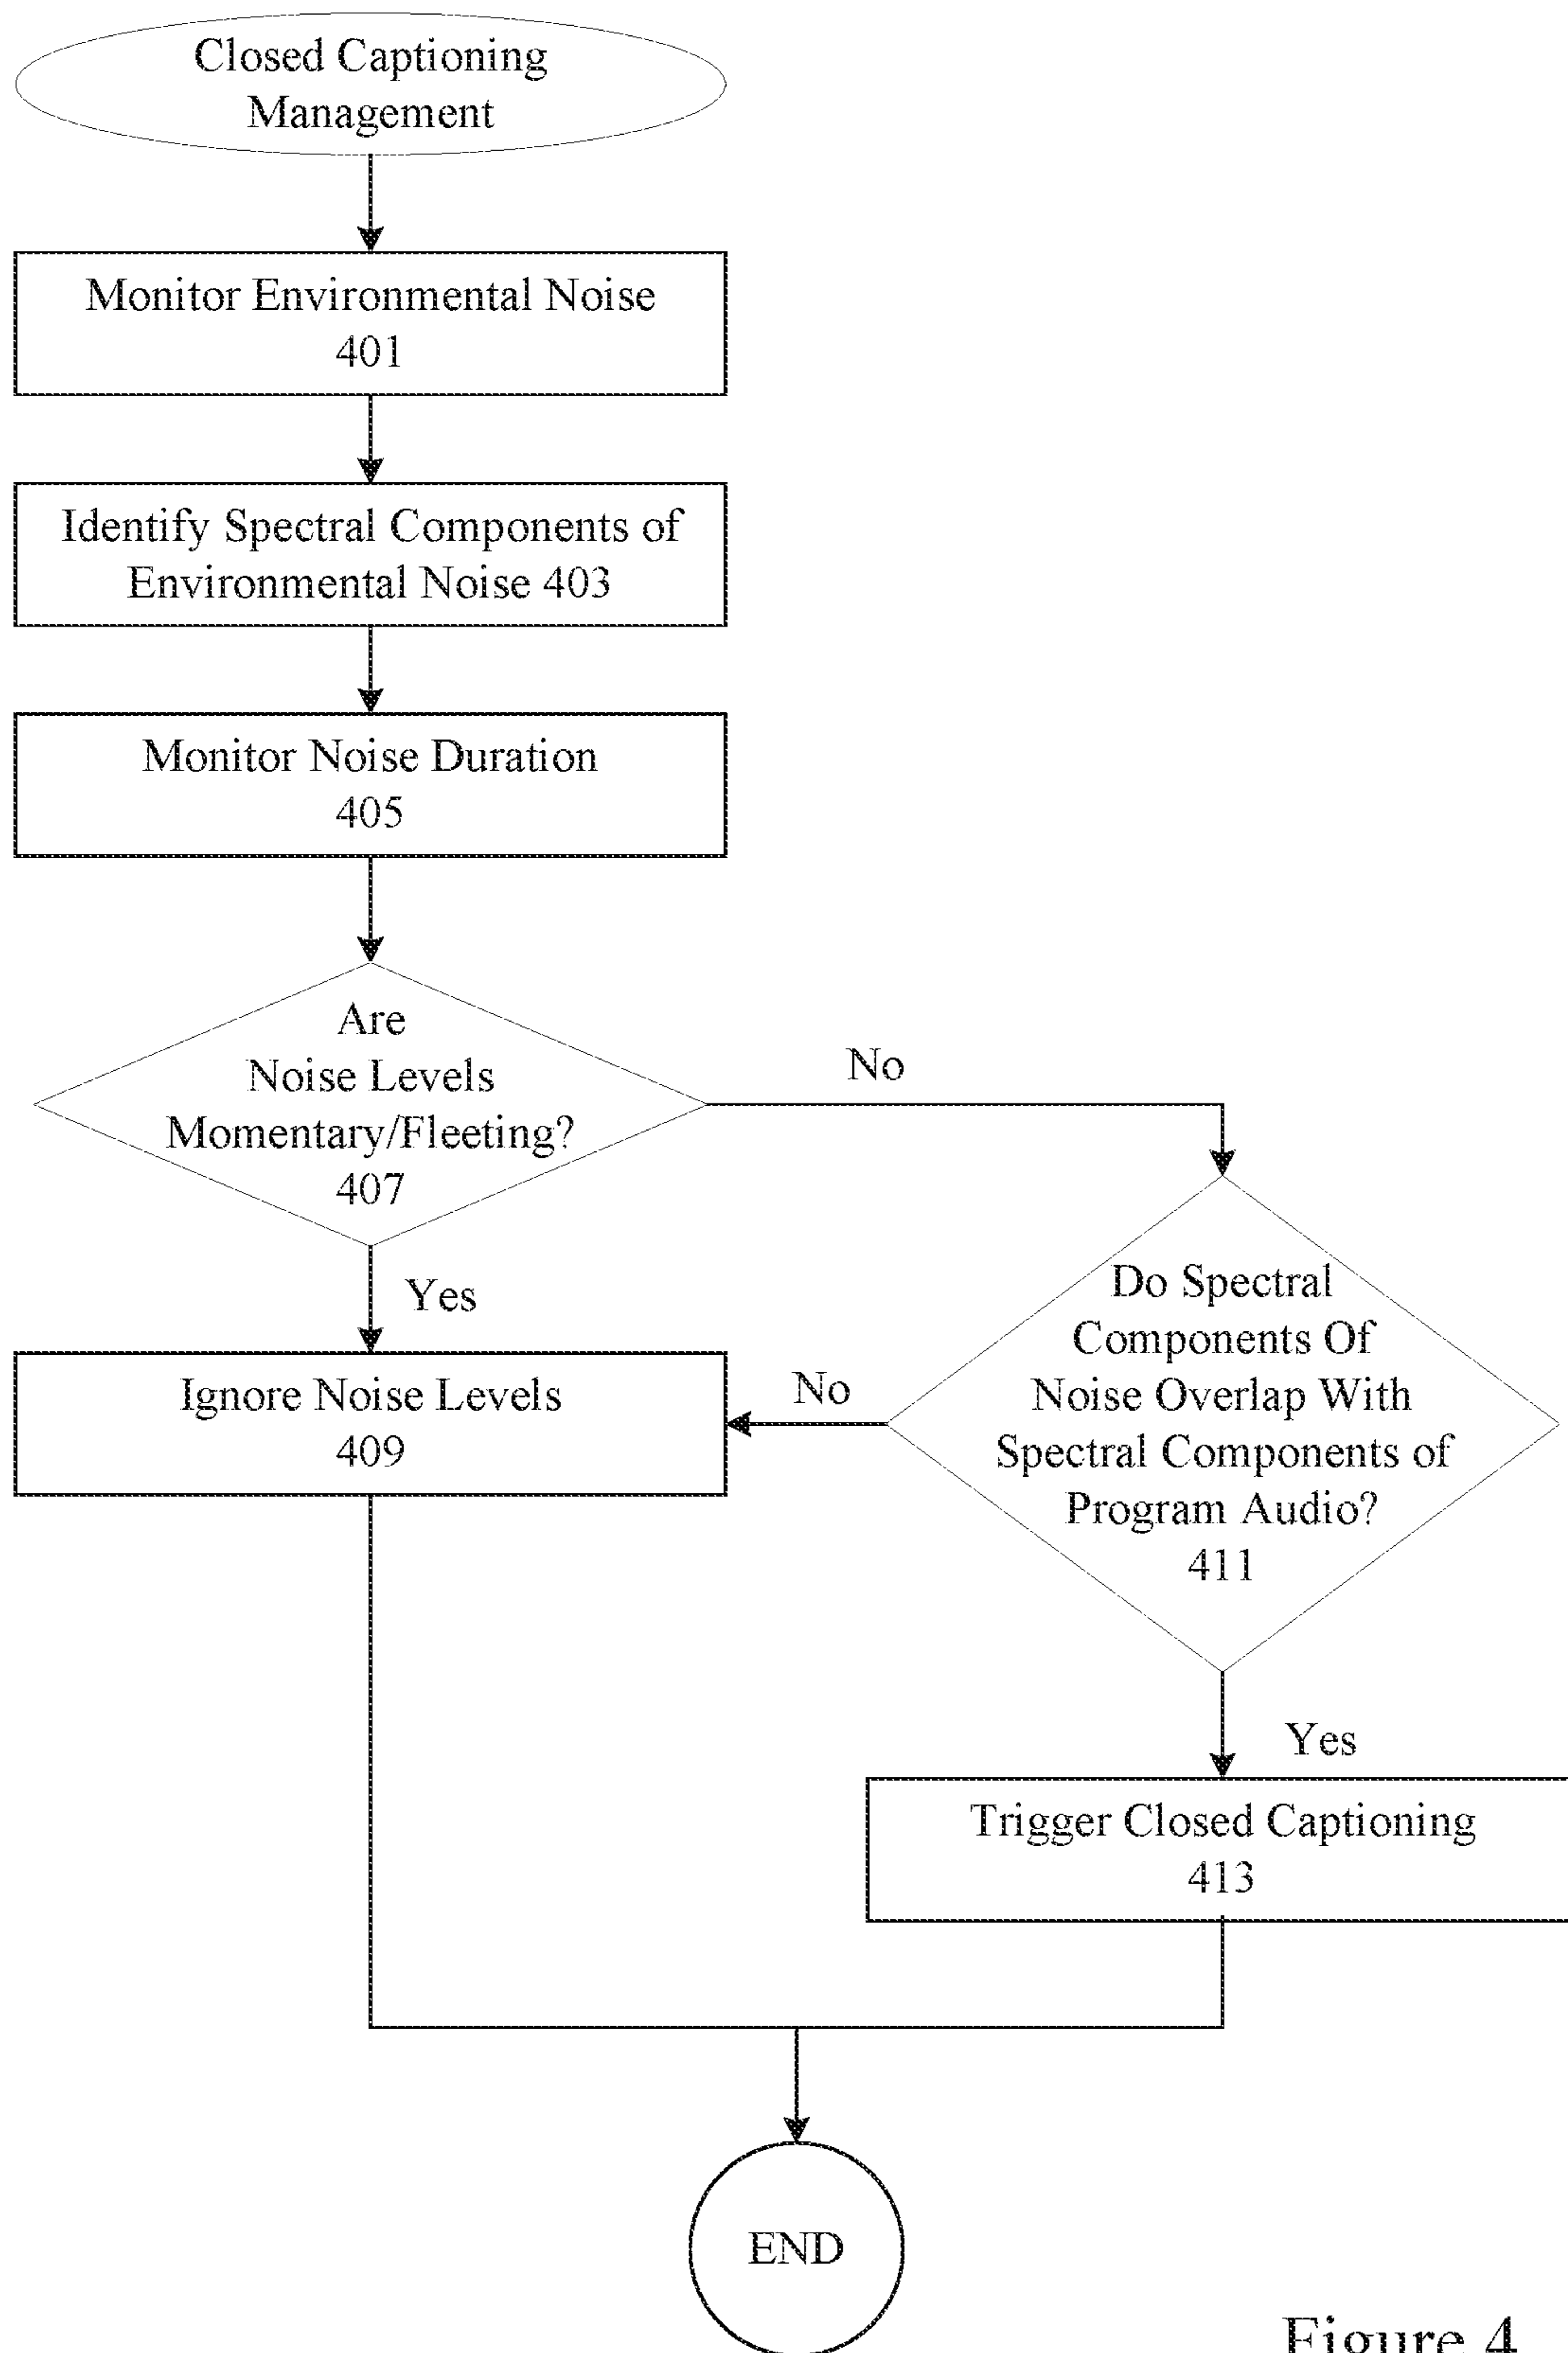 Closed Captioning
Management
Monitor Environmental Noise
401
Identify Spectral Components of
Environmental Noise 403
Monitor Noise Duration
405
Are
Noise Levels
Momentary/Fleeting?
407
No
Yes
Do Spectral
Components Of
Noise Overlap With
Spectral Components of
Program Audio?
411
No
Ignore Noise Levels
409
Yes
Trigger Closed Captioning
413
END
Figure 4